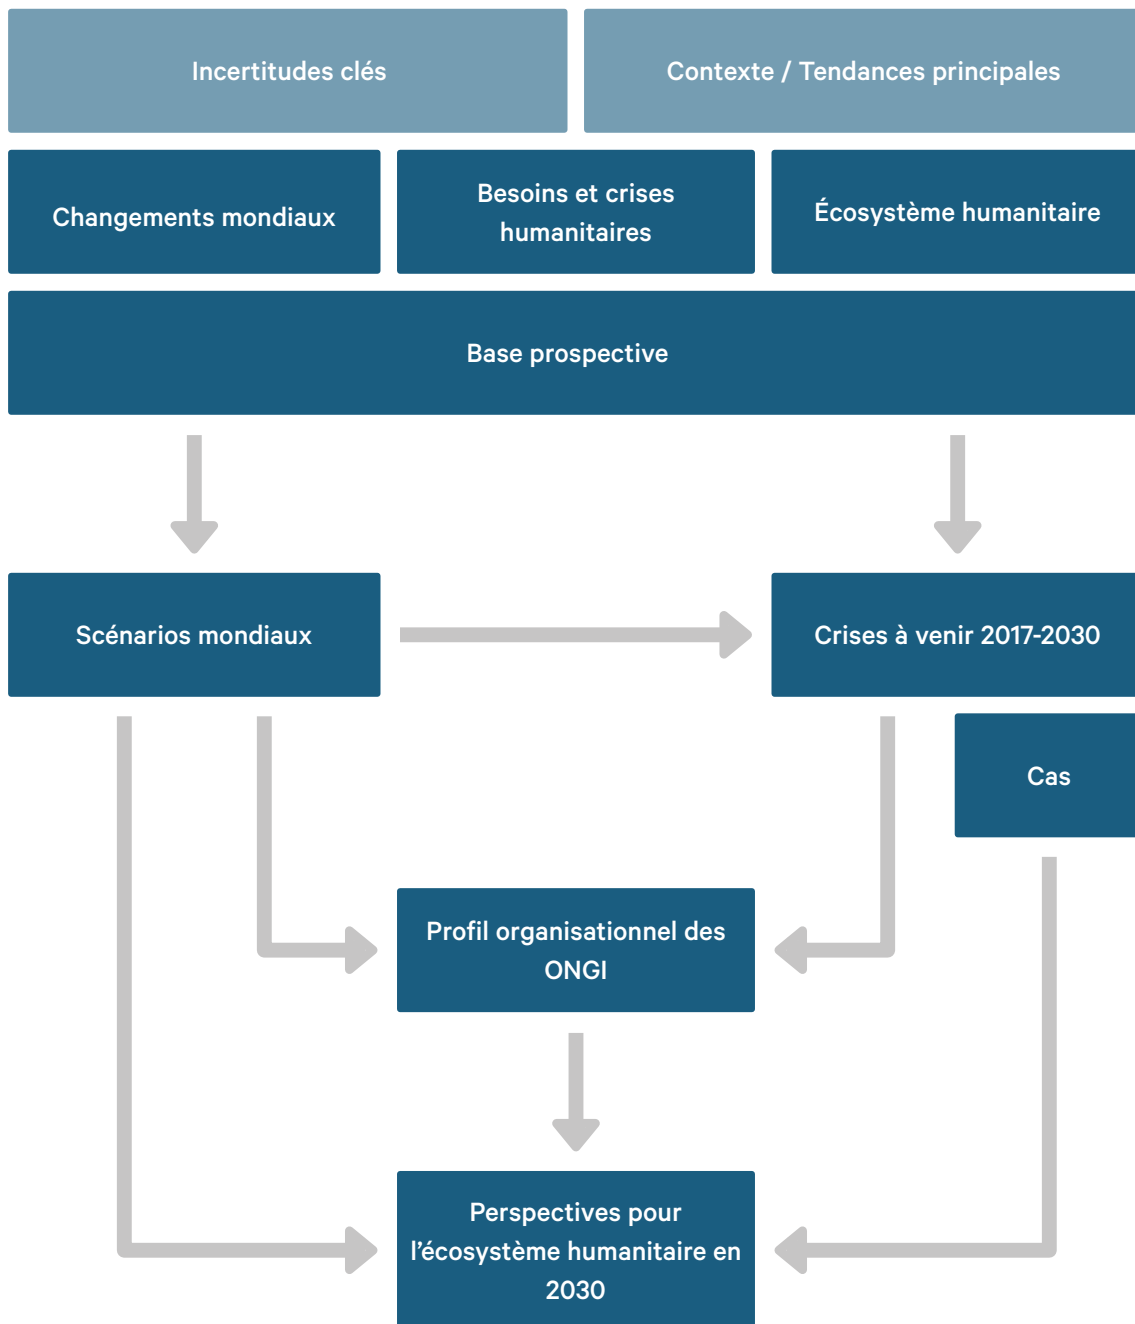 Incertitudes clés
Contexte / Tendances principales
Changements mondiaux
Besoins et crises
humanitaires
Écosystème humanitaire
Base prospective
Scénarios mondiaux
Crises à venir 2017-2030
Cas
Profil organisationnel des
ONGI
Perspectives pour
l’écosystème humanitaire en
2030